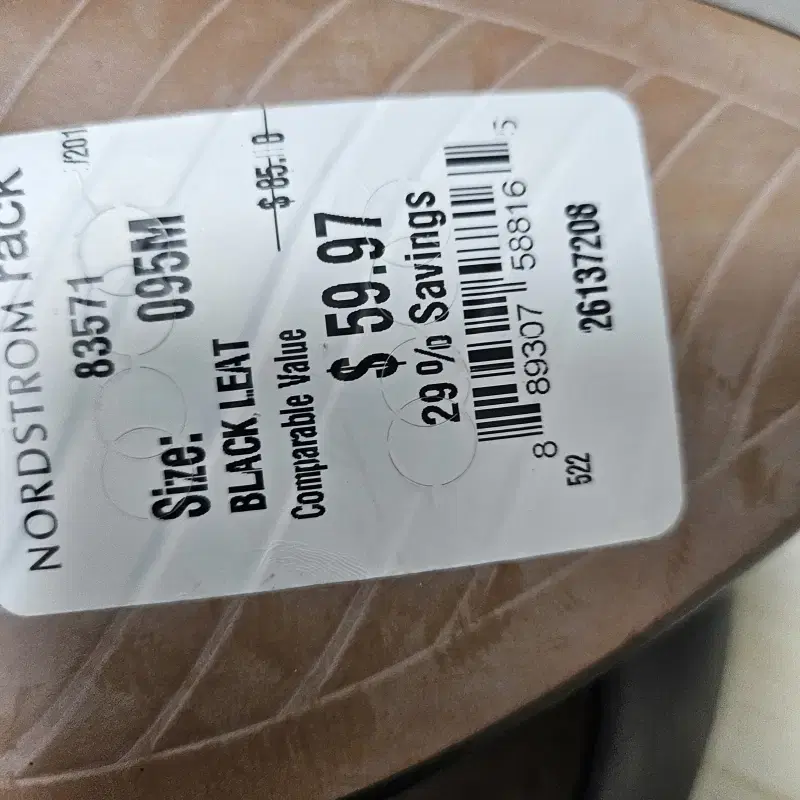 NORDSTROM rack
/201
83571
Size: 095M
BLACK LEAT
Comparable Value
$ 59.97
29 % Savings
8 89307 58816 5
522
26137208